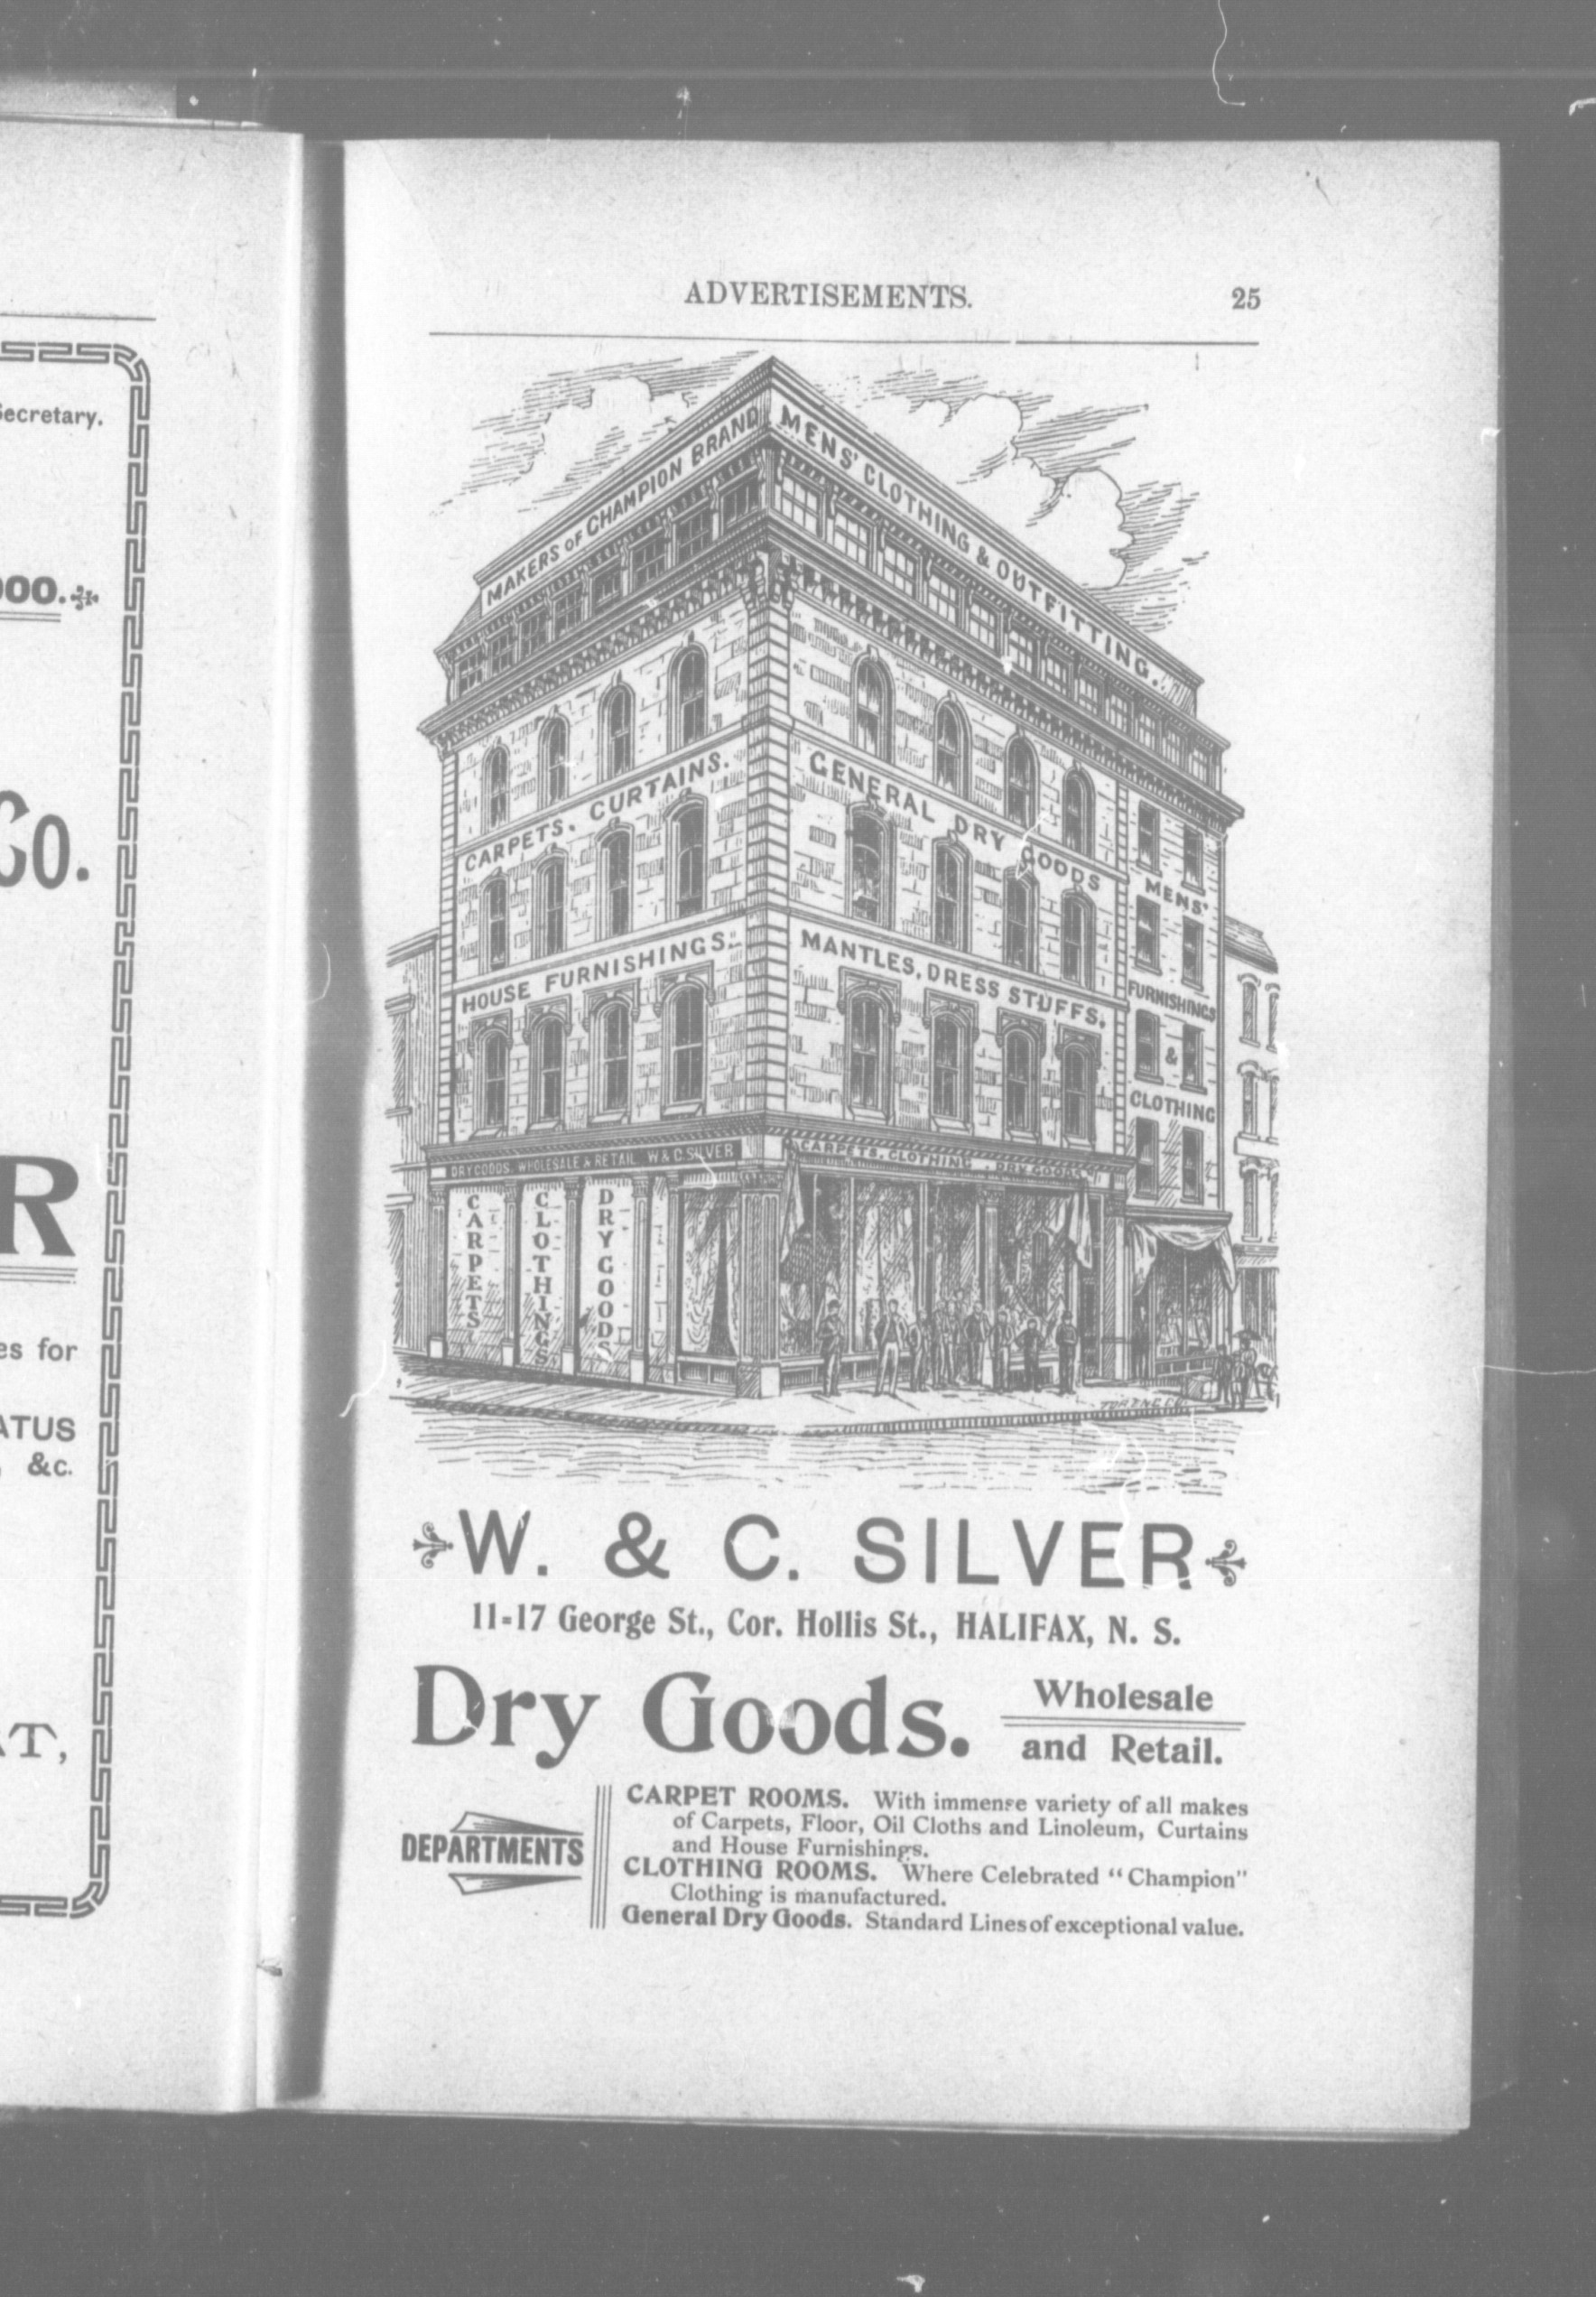 Secretary.
000.
Co.
R
es for
ATUS
, &c.
AT,
ADVERTISEMENTS. 25
MAKERS OF CHAMPION BRAND
MENS' CLOTHING & OUTFITTING.
CARPETS. CURTAINS.
GENERAL DRY GOODS
HOUSE FURNISHINGS.
MANTLES, DRESS STUFFS.
MENS'
FURNISHINGS
&
CLOTHING
DRY GOODS. WHOLESALE & RETAIL W & C. SILVER
CARPETS. CLOTHING. DRY GOODS
CARPETS
CLOTHINGS
DRY GOODS
W. & C. SILVER
11-17 George St., Cor. Hollis St., HALIFAX, N. S.
Dry Goods.
Wholesale
and Retail.
DEPARTMENTS
CARPET ROOMS. With immense variety of all makes
of Carpets, Floor, Oil Cloths and Linoleum, Curtains
and House Furnishings.
CLOTHING ROOMS. Where Celebrated "Champion"
Clothing is manufactured.
General Dry Goods. Standard Lines of exceptional value.